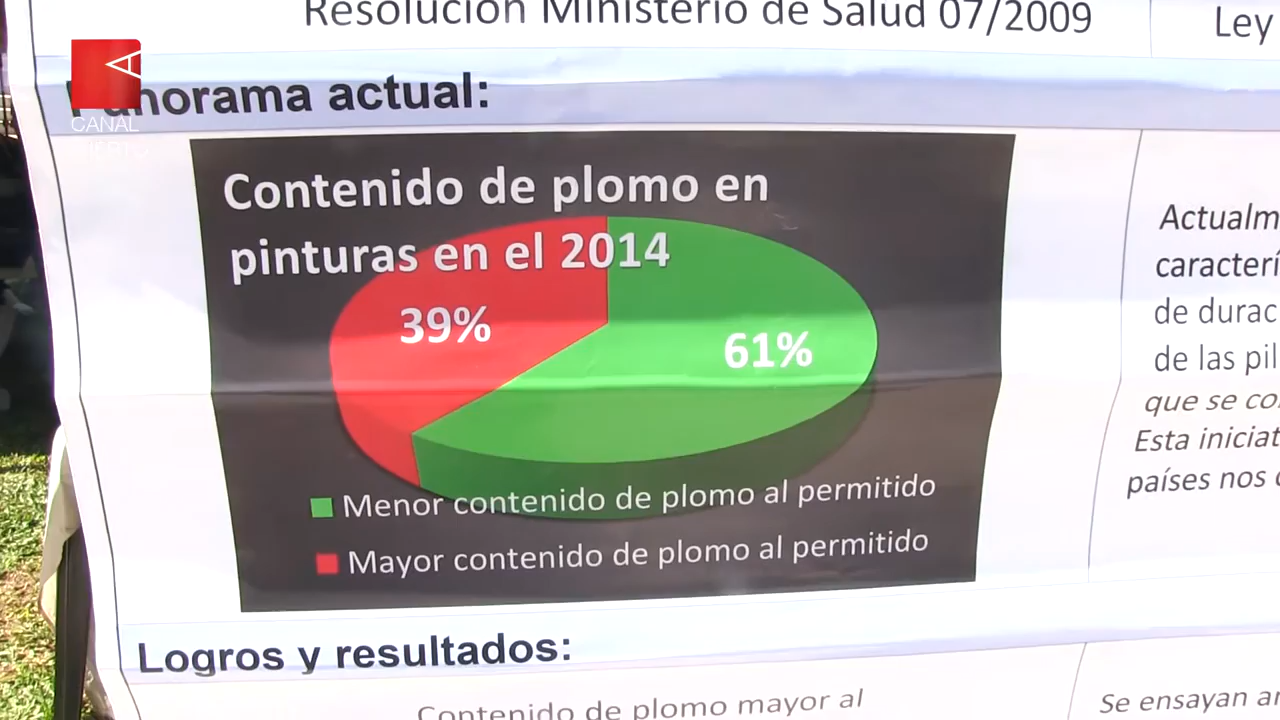 Resolución Ministerio de Salud 07/2009
Ley
Panorama actual:
CANAL
Contenido de plomo en
pinturas en el 2014
39%
61%
Menor contenido de plomo al permitido
Mayor contenido de plomo al permitido
Actualm
caracterí
de durac
de las pil
que se co
Esta iniciat
países nos
Logros y resultados:
Contenido de plomo mayor al
Se ensayan an